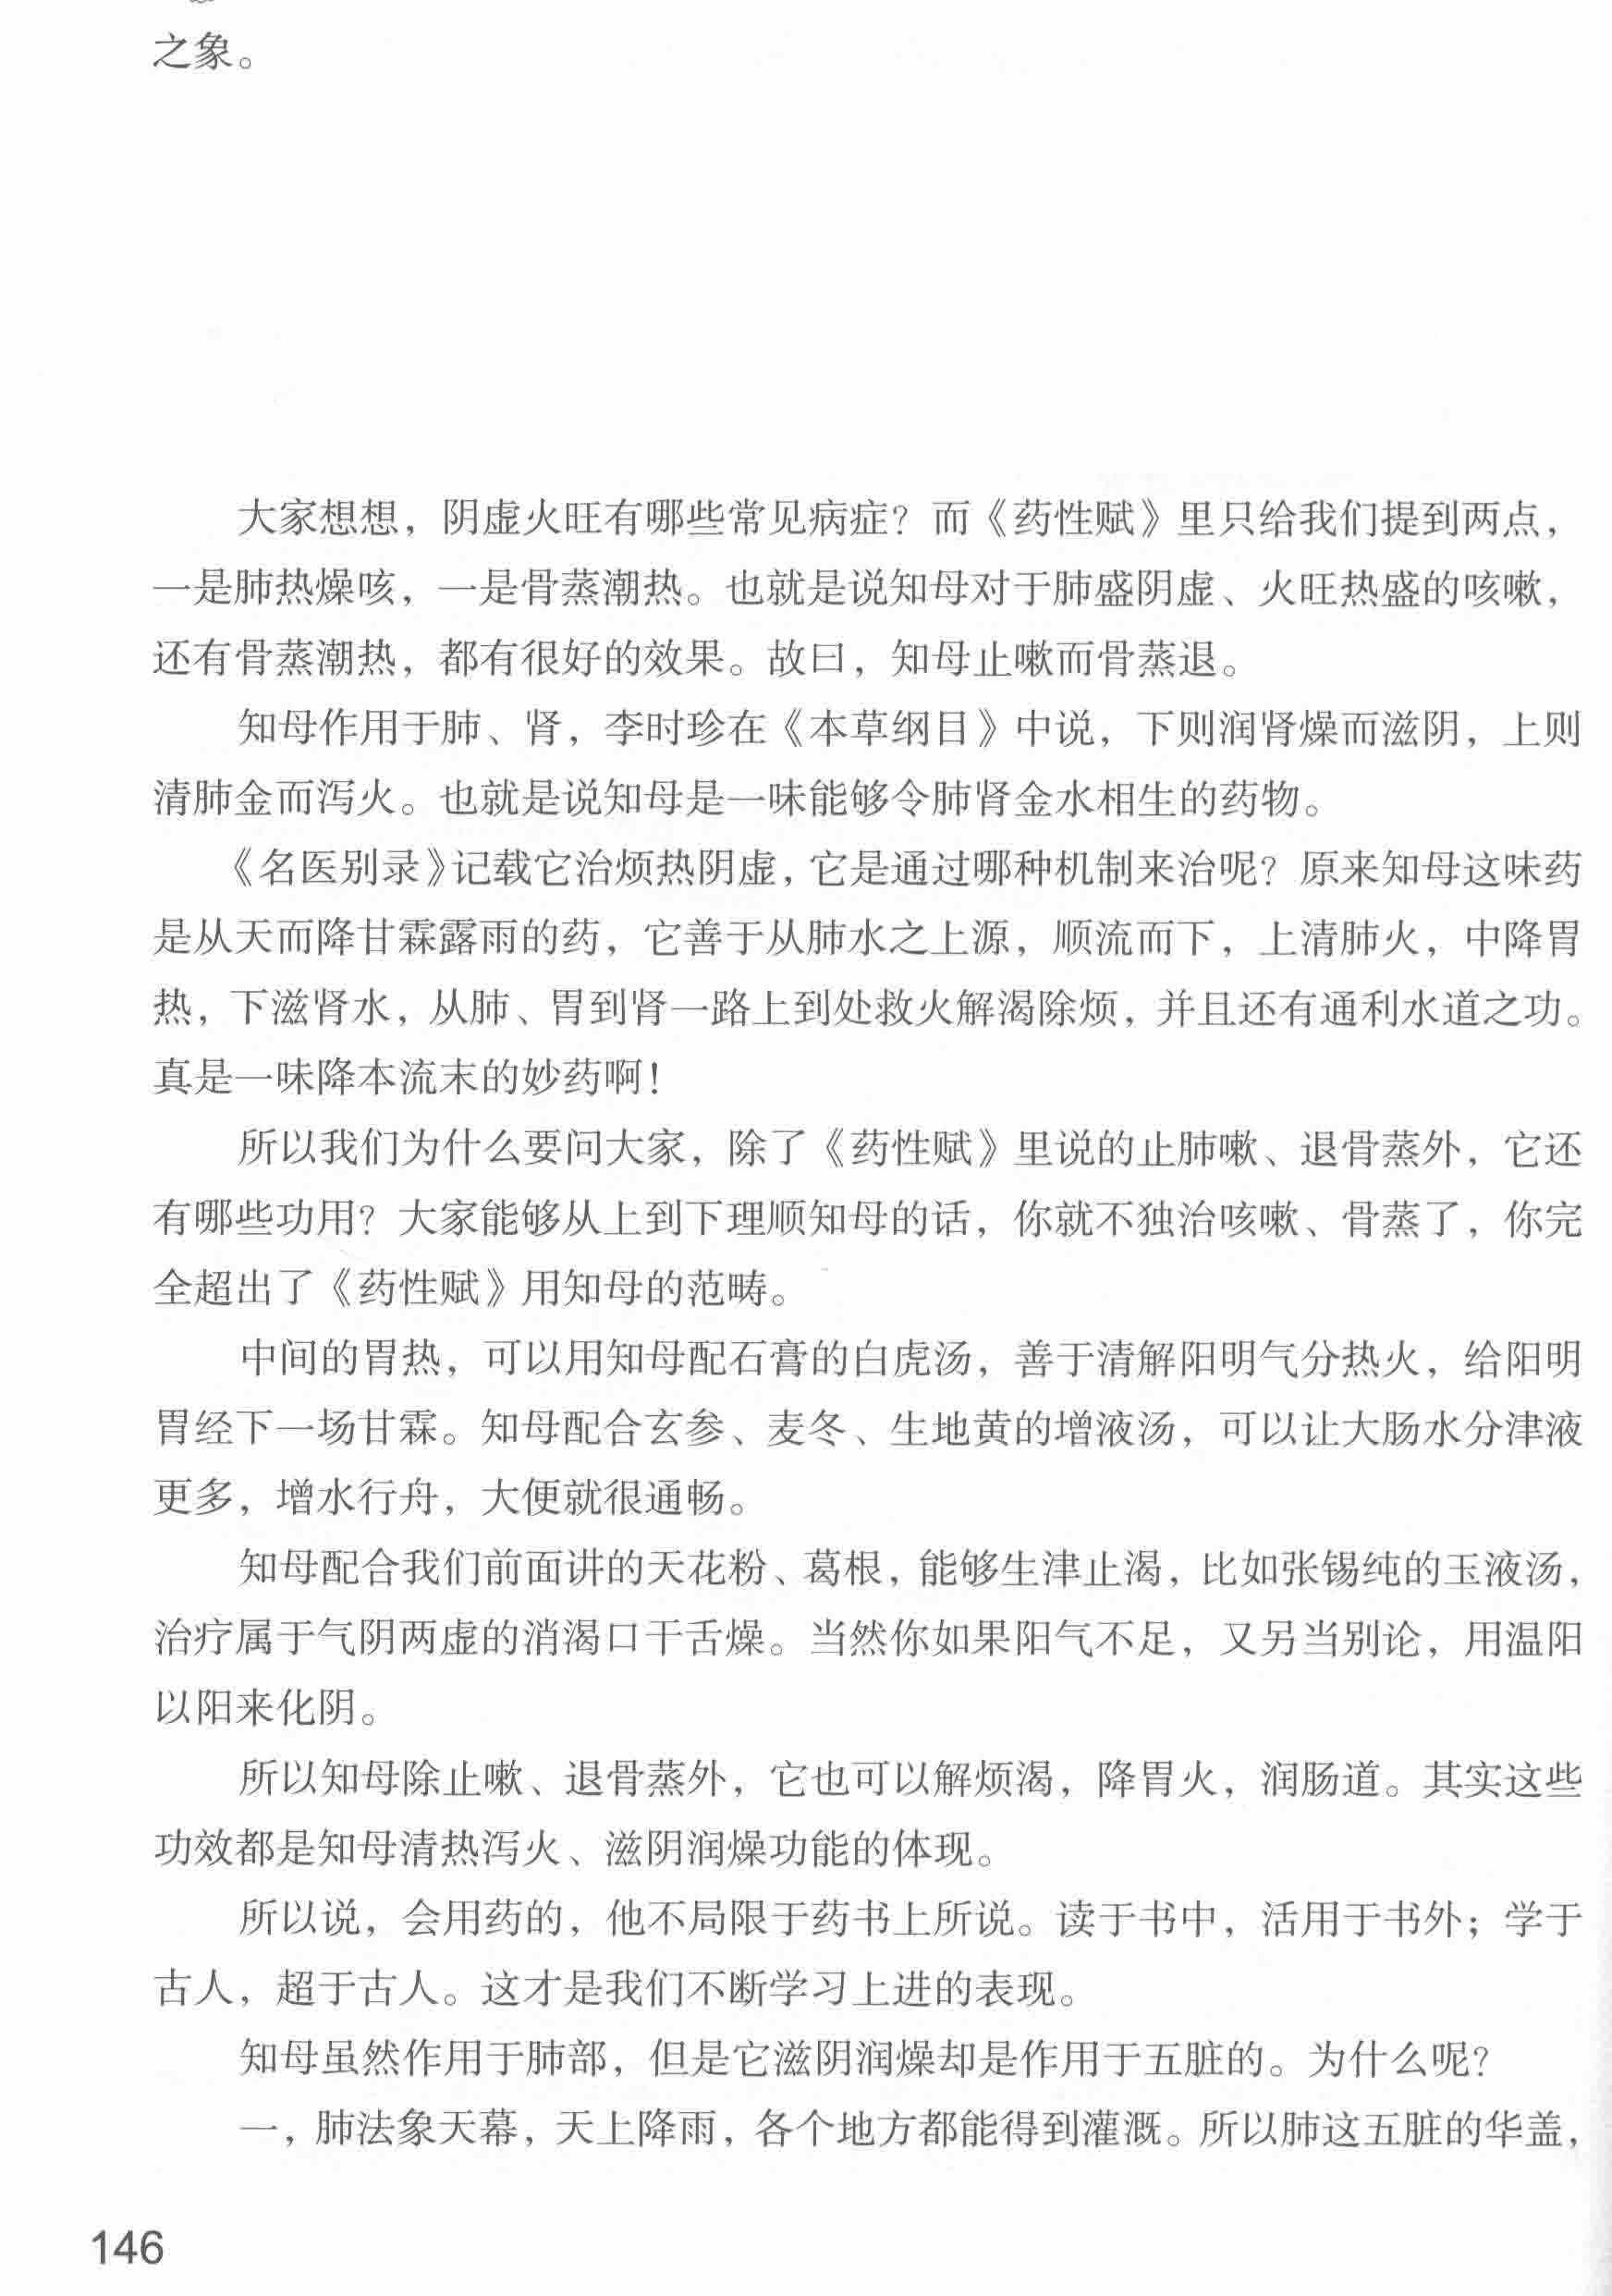 之象。
大家想想，阴虚火旺有哪些常见病症？而《药性赋》里只给我们提到两点，
一是肺热燥咳，一是骨蒸潮热。也就是说知母对于肺盛阴虚、火旺热盛的咳嗽，
还有骨蒸潮热，都有很好的效果。故曰，知母止嗽而骨蒸退。
知母作用于肺、肾，李时珍在《本草纲目》中说，下则润肾燥而滋阴，上则
清肺金而泻火。也就是说知母是一味能够令肺肾金水相生的药物。
《名医别录》记载它治烦热阴虚，它是通过哪种机制来治呢？原来知母这味药
是从天而降甘霖露雨的药，它善于从肺水之上源，顺流而下，上清肺火，中降胃
热，下滋肾水，从肺、胃到肾一路上到处救火解渴除烦，并且还有通利水道之功。
真是一味降本流末的妙药啊！
所以我们为什么要问大家，除了《药性赋》里说的止肺嗽、退骨蒸外，它还
有哪些功用？大家能够从上到下理顺知母的话，你就不独治咳嗽、骨蒸了，你完
全超出了《药性赋》用知母的范畴。
中间的胃热，可以用知母配石膏的白虎汤，善于清解阳明气分热火，给阳明
胃经下一场甘霖。知母配合玄参、麦冬、生地黄的增液汤，可以让大肠水分津液
更多，增水行舟，大便就很通畅。
知母配合我们前面讲的天花粉、葛根，能够生津止渴，比如张锡纯的玉液汤，
治疗属于气阴两虚的消渴口干舌燥。当然你如果阳气不足，又另当别论，用温阳
以阳来化阴。
所以知母除止嗽、退骨蒸外，它也可以解烦渴，降胃火，润肠道。其实这些
功效都是知母清热泻火、滋阴润燥功能的体现。
所以说，会用药的，他不局限于药书上所说。读于书中，活用于书外；学于
古人，超于古人。这才是我们不断学习上进的表现。
知母虽然作用于肺部，但是它滋阴润燥却是作用于五脏的。为什么呢？
一，肺法象天幕，天上降雨，各个地方都能得到灌溉。所以肺这五脏的华盖，
146